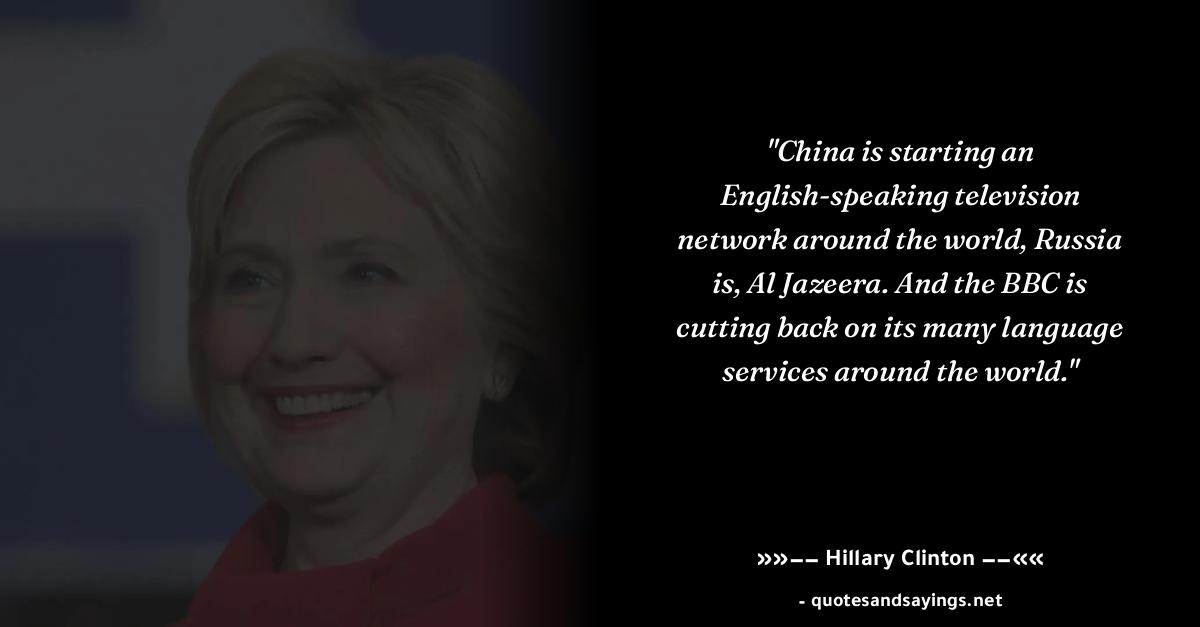 "China is starting an
English-speaking television
network around the world, Russia
is, Al Jazeera. And the BBC is
cutting back on its many language
services around the world."
»»−− Hillary Clinton −−««
- quotesandsayings.net